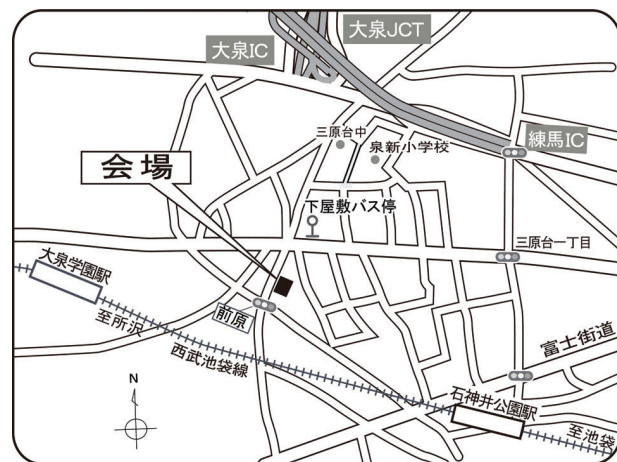 大泉JCT
大泉IC
三原台中
泉新小学校
練馬IC
会場
下屋敷バス停
三原台一丁目
大泉学園駅
至所沢
前原
西武池袋線
富士街道
石神井公園駅
至池袋
N